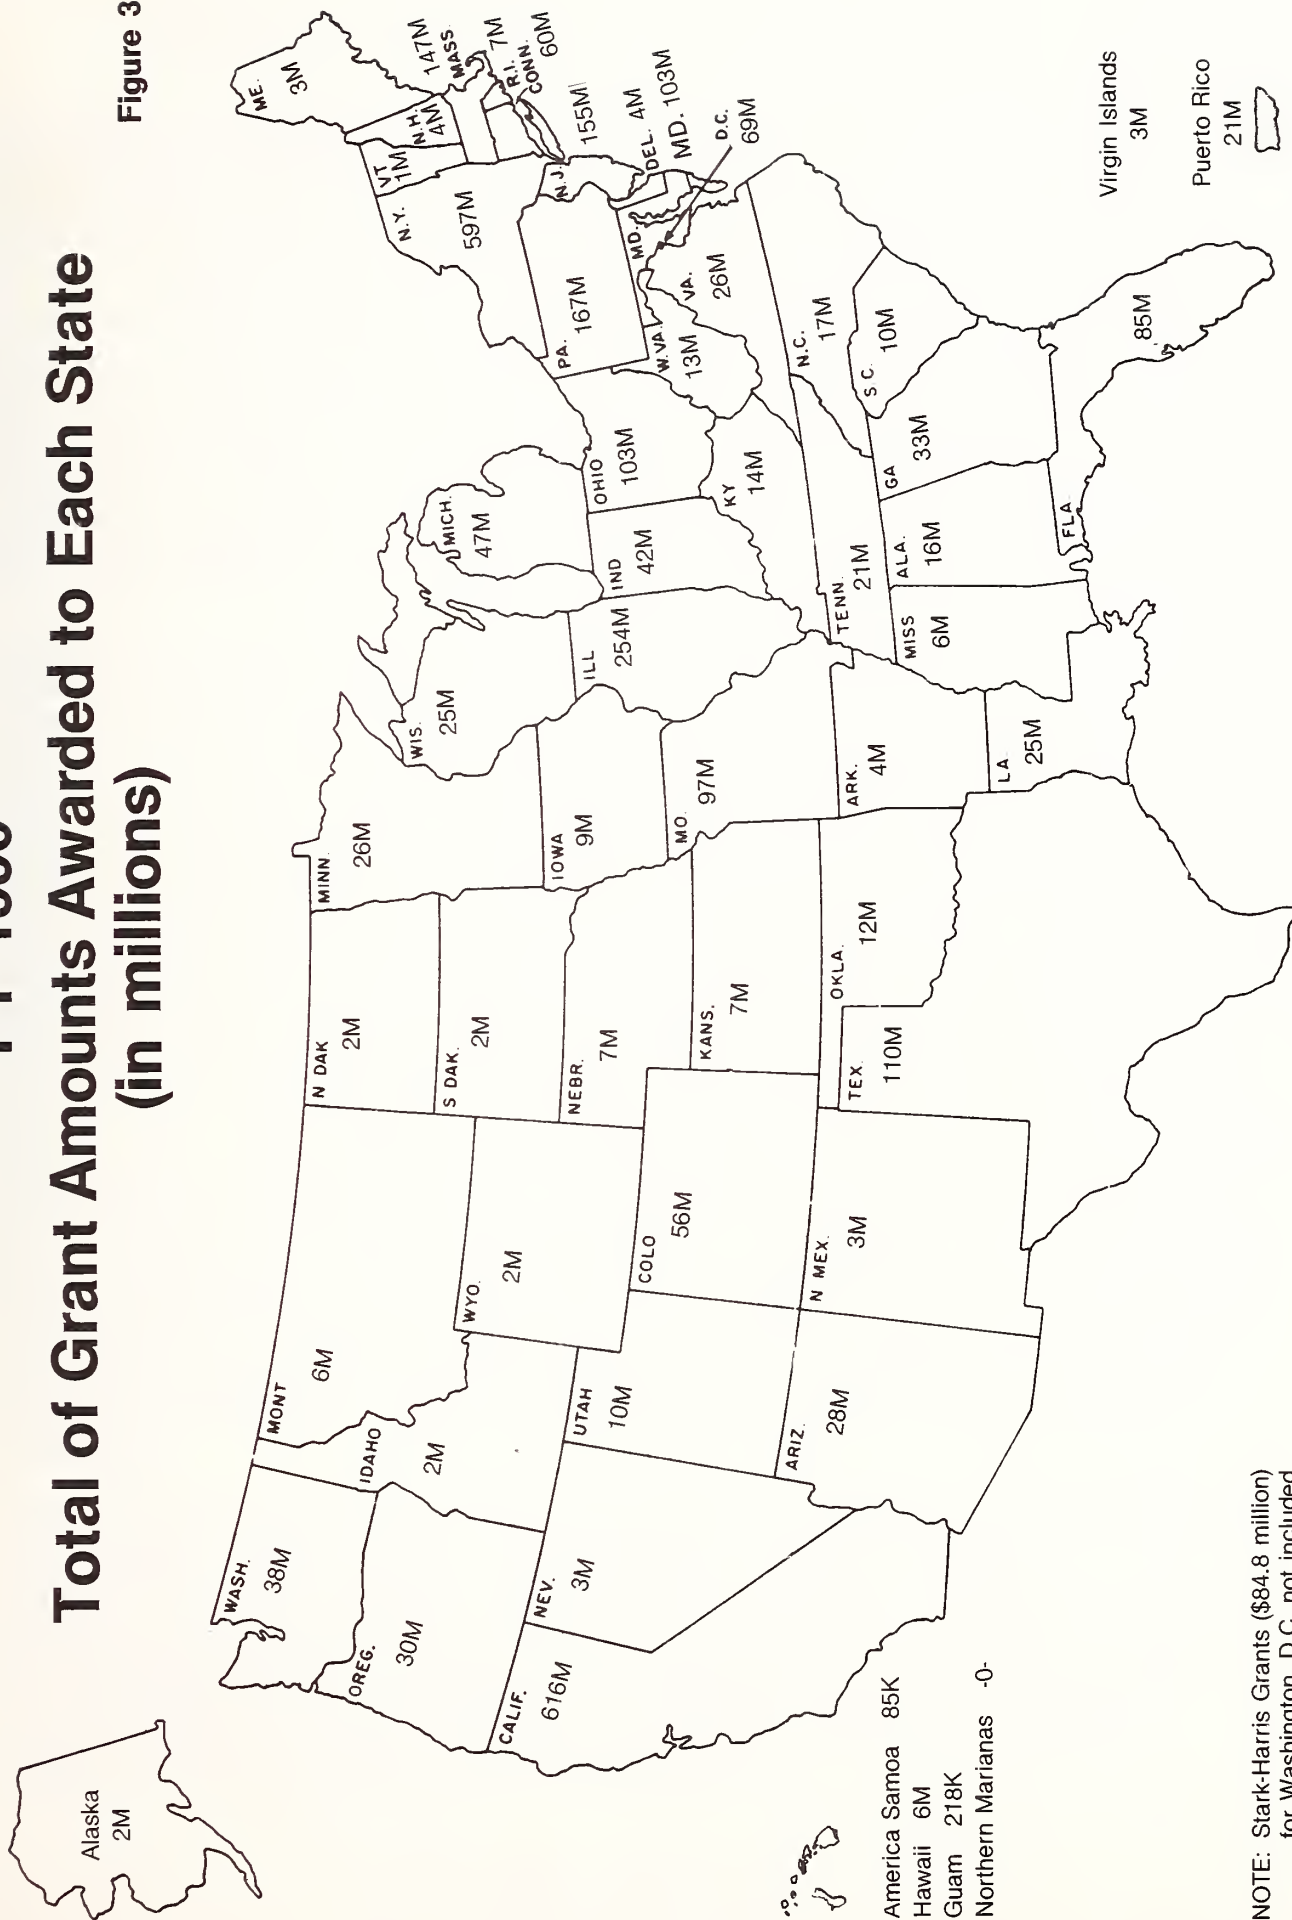 Figure 3
Total of Grant Amounts Awarded to Each State
(in millions)
Alaska
2M
WASH.
38M
OREG.
30M
CALIF.
616M
NEV.
3M
IDAHO
2M
MONT
6M
WYO.
2M
UTAH
10M
ARIZ.
28M
COLO
56M
N MEX.
3M
N DAK
2M
S DAK.
2M
NEBR.
7M
KANS.
7M
OKLA.
12M
TEX.
110M
MINN.
26M
IOWA
9M
MO.
97M
ARK.
4M
LA
25M
WIS.
25M
ILL
254M
MICH.
47M
IND
42M
OHIO
103M
KY
14M
TENN.
21M
MISS
6M
ALA.
16M
GA
33M
FLA.
85M
S.C.
10M
N.C.
17M
VA.
26M
W.VA.
13M
PA.
167M
N.Y.
597M
VT
1M
N.H.
4M
ME.
3M
147M
MASS.
R.I. 7M
CONN.
60M
N.J.
155M
DEL. 4M
MD. 103M
MD.
D.C.
69M
Virgin Islands
3M
Puerto Rico
21M
America Samoa 85K
Hawaii 6M
Guam 218K
Northern Marianas -0-
NOTE: Stark-Harris Grants ($84.8 million)
for Washington, D.C. not included